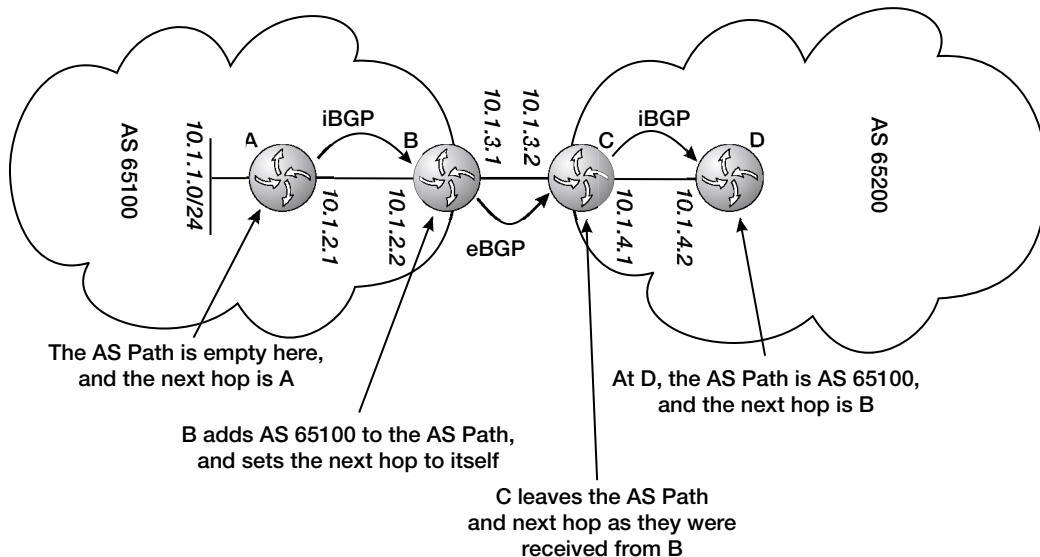 AS 65100
10.1.1.0/24
A
iBGP
B
10.1.2.1
10.1.2.2
10.1.3.1
10.1.3.2
eBGP
C
iBGP
D
10.1.4.1
10.1.4.2
AS 65200
The AS Path is empty here,
and the next hop is A
B adds AS 65100 to the AS Path,
and sets the next hop to itself
C leaves the AS Path
and next hop as they were
received from B
At D, the AS Path is AS 65100,
and the next hop is B